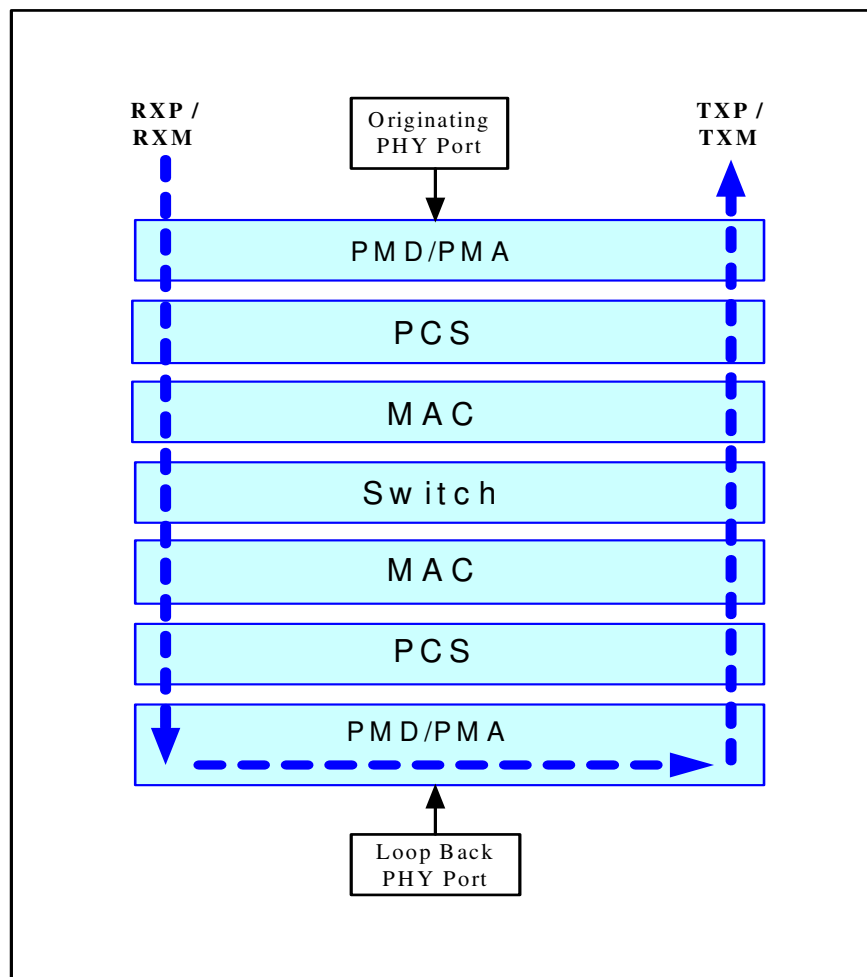 RXP /
RXM
Originating
PHY Port
TXP /
TXM
PMD/PMA
PCS
MAC
Switch
MAC
PCS
PMD/PMA
Loop Back
PHY Port